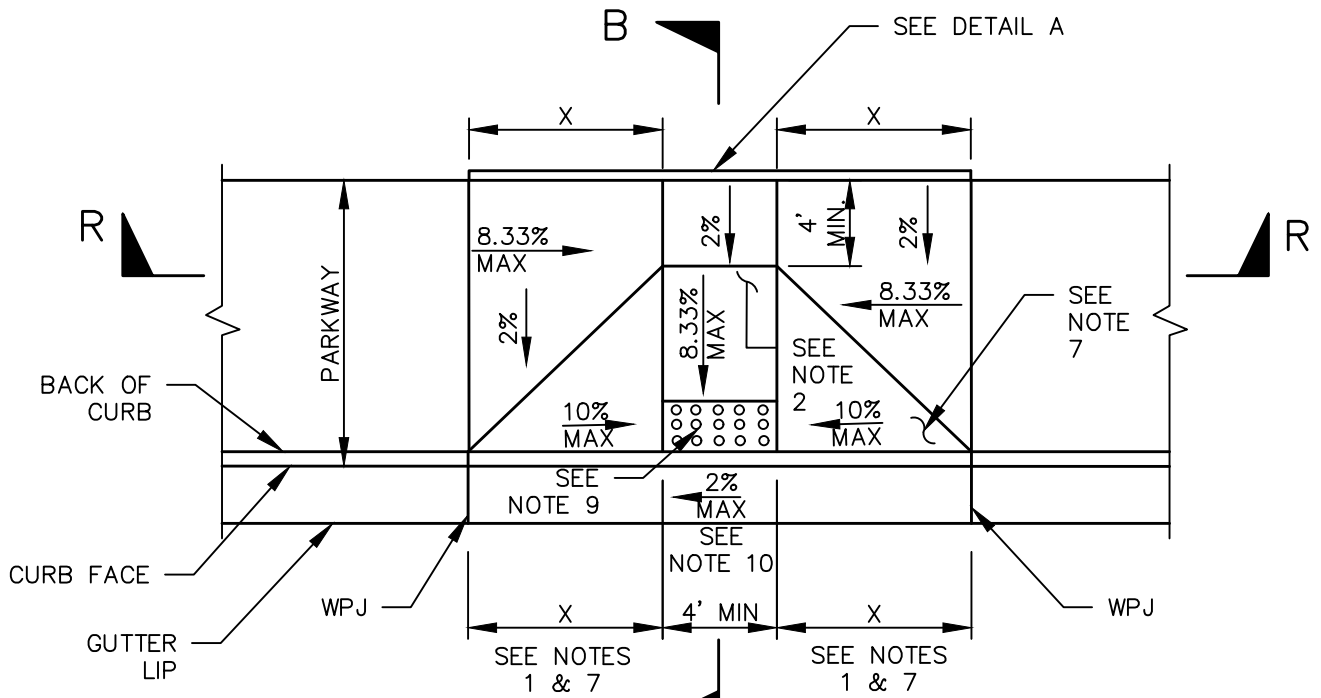 B
SEE DETAIL A
X
X
R
R
8.33%
MAX
2%
4'
MIN.
2%
PARKWAY
2%
8.33%
MAX
8.33%
MAX
SEE
NOTE
7
BACK OF
CURB
SEE
NOTE
2
10%
MAX
10%
MAX
SEE
NOTE 9
2%
MAX
SEE
NOTE 10
CURB FACE
WPJ
WPJ
X
4' MIN
X
GUTTER
LIP
SEE NOTES
1 & 7
SEE NOTES
1 & 7